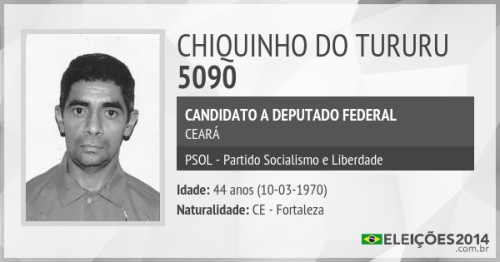 CHIQUINHO DO TURURU
5090
CANDIDATO A DEPUTADO FEDERAL
CEARÁ
PSOL - Partido Socialismo e Liberdade
Idade: 44 anos (10-03-1970)
Naturalidade: CE - Fortaleza
ELEIÇÕES2014
.com.br